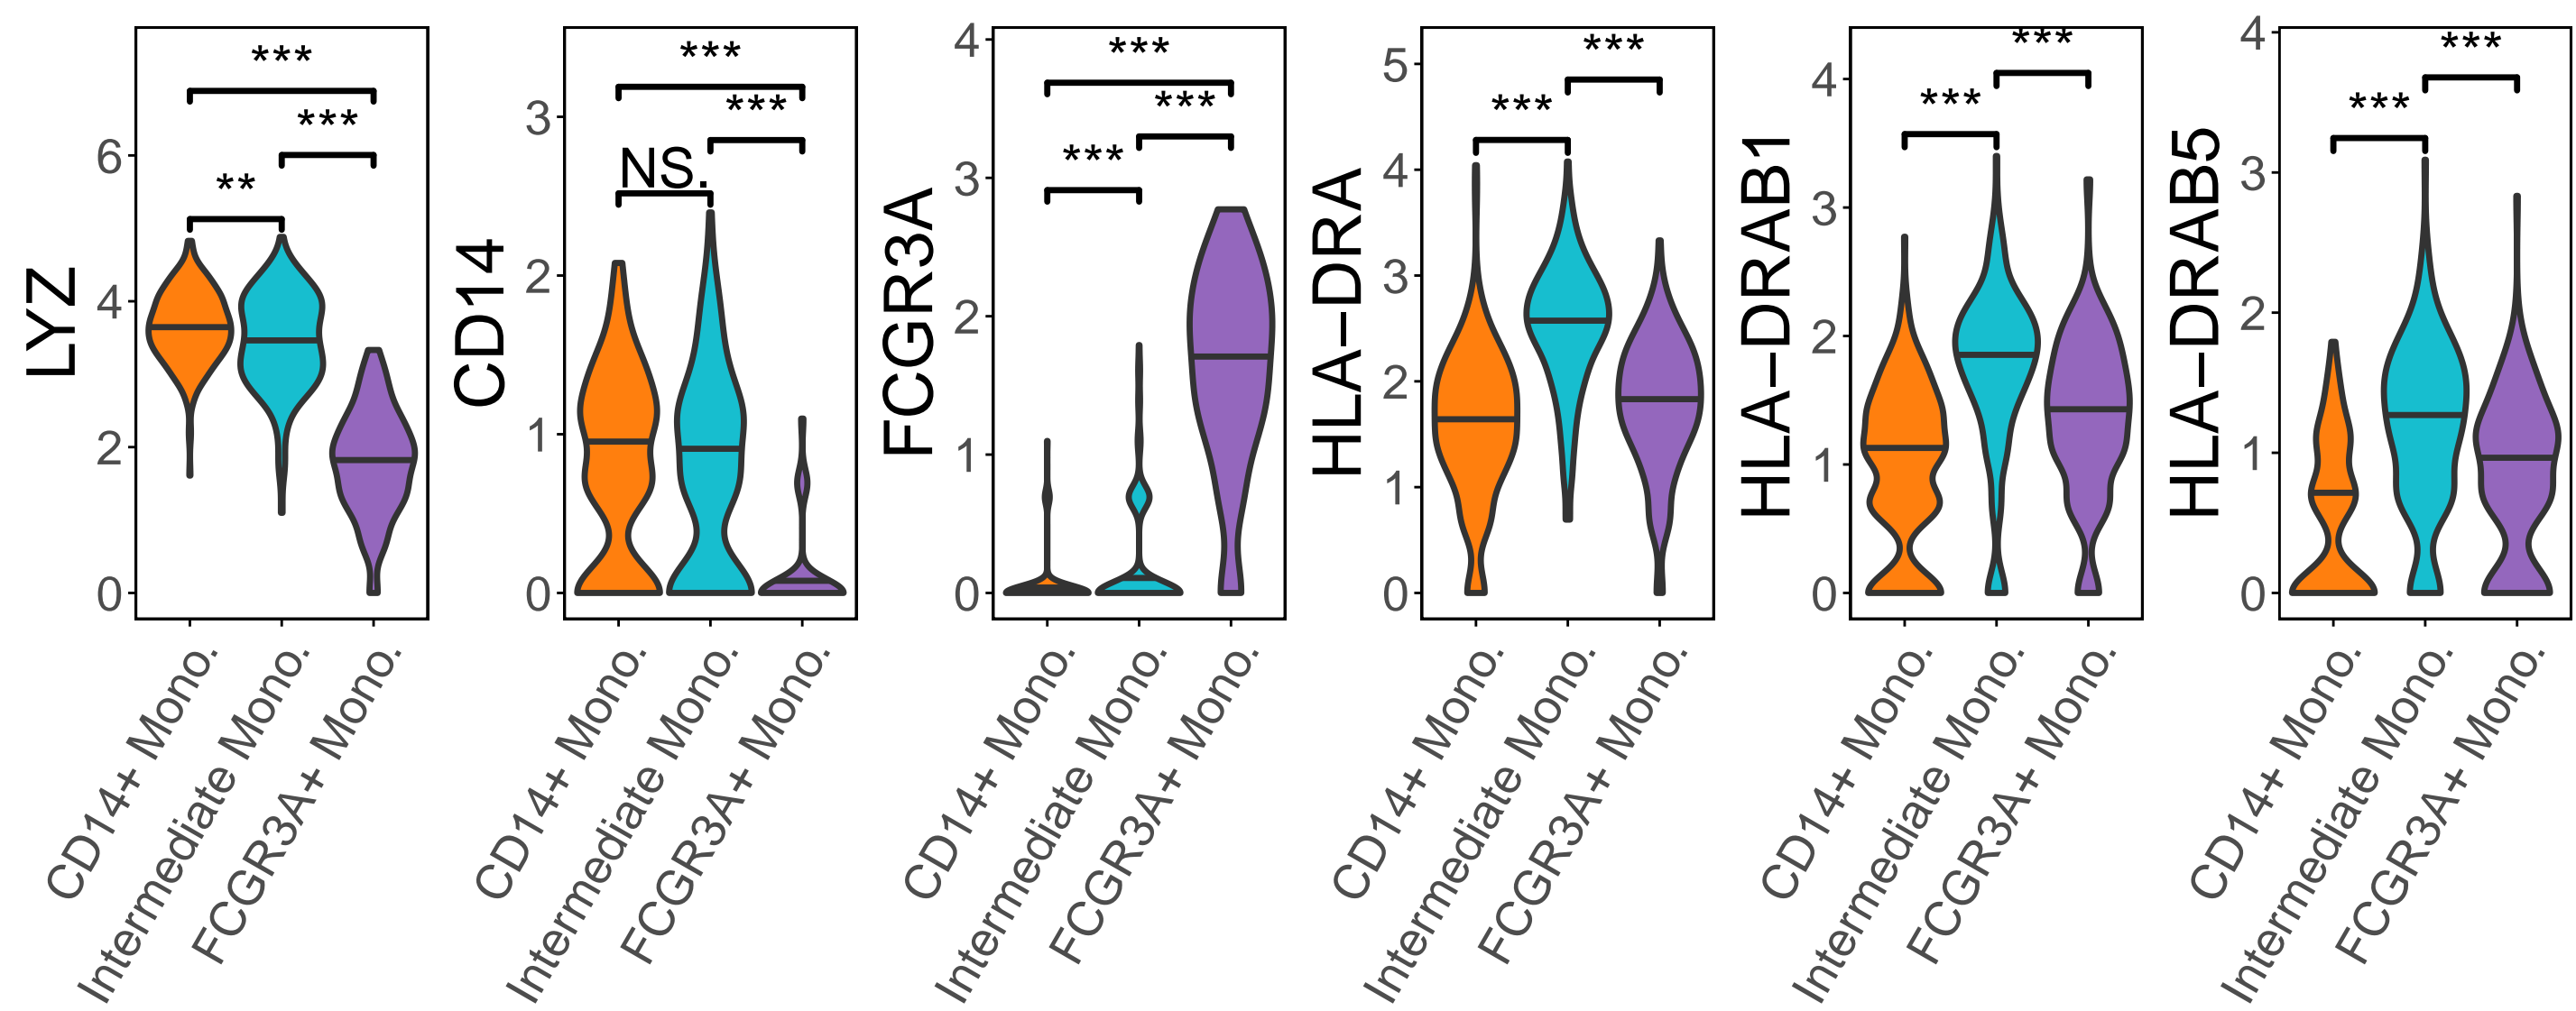 LYZ
6
4
2
0
***
***
**
CD14+ Mono.
Intermediate Mono.
FCGR3A+ Mono.
CD14
3
2
1
0
***
***
NS.
CD14+ Mono.
Intermediate Mono.
FCGR3A+ Mono.
FCGR3A
4
3
2
1
0
***
***
***
CD14+ Mono.
Intermediate Mono.
FCGR3A+ Mono.
HLA−DRA
5
4
3
2
1
0
***
***
CD14+ Mono.
Intermediate Mono.
FCGR3A+ Mono.
HLA−DRAB1
4
3
2
1
0
***
***
CD14+ Mono.
Intermediate Mono.
FCGR3A+ Mono.
HLA−DRAB5
4
3
2
1
0
***
***
CD14+ Mono.
Intermediate Mono.
FCGR3A+ Mono.